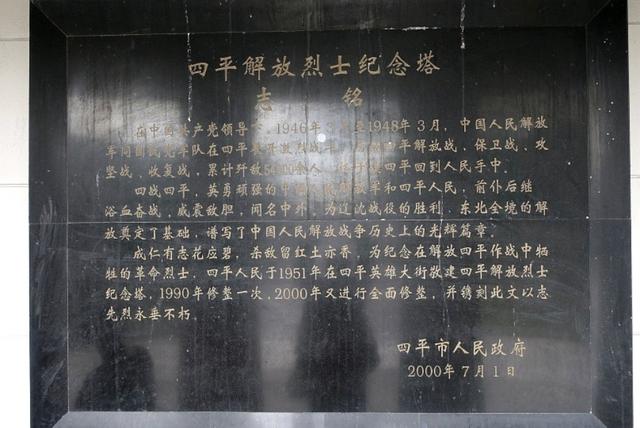 四平解放烈士纪念塔
志 铭
在中国共产党领导下，1946年3月至1948年3月，中国人民解放
军同国民党军队在四平展开激烈战斗，四平解放战、保卫战、攻
坚战、收复战，累计歼敌54000余人，四平回到人民手中。
四战四平，英勇顽强的中国人民解放军和四平人民，前仆后继
浴血奋战，威震敌胆，闻名中外，为辽沈战役的胜利、东北全境的解
放奠定了基础，谱写了中国人民解放战争历史上的光辉篇章。
成仁有志花应碧，杀敌留红土亦香，为纪念在解放四平作战中牺
牲的革命烈士，四平人民于1951年在四平英雄大街敬建四平解放烈士
纪念塔，1990年修整一次，2000年又进行全面修整，并镌刻此文以志
先烈永垂不朽。
四平市人民政府
2000年7月1日